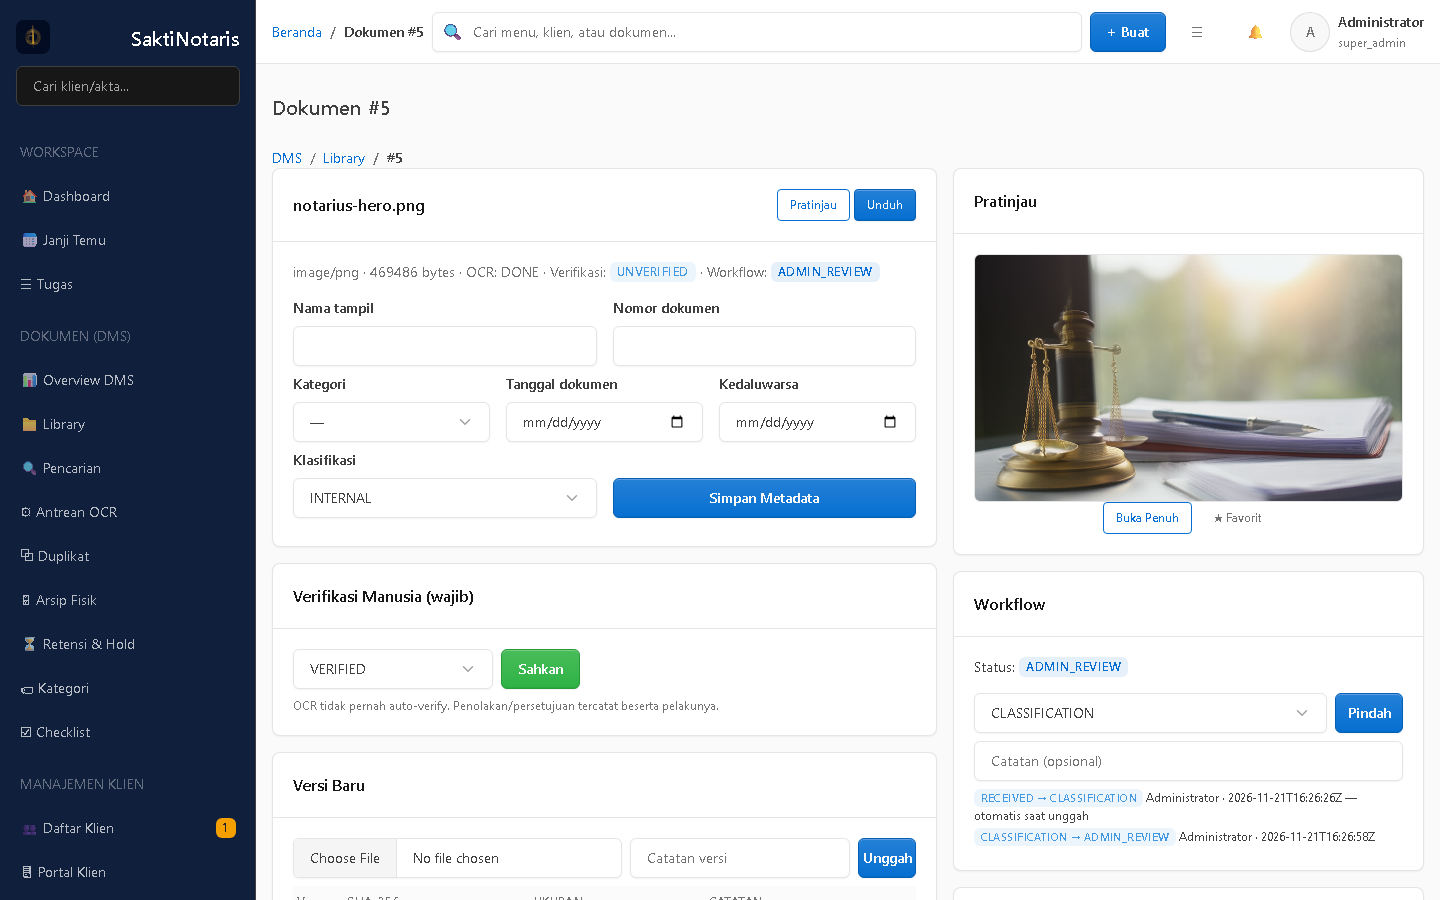 SaktiNotaris
Cari klien/akta...
WORKSPACE
Dashboard
Janji Temu
Tugas
DOKUMEN (DMS)
Overview DMS
Library
Pencarian
Antrean OCR
Duplikat
Arsip Fisik
Retensi & Hold
Kategori
Checklist
MANAJEMEN KLIEN
Daftar Klien 1
Portal Klien
Beranda / Dokumen #5
Cari menu, klien, atau dokumen...
+ Buat
A
Administrator
super_admin
Dokumen #5
DMS / Library / #5
notarius-hero.png
Pratinjau
Unduh
image/png · 469486 bytes · OCR: DONE · Verifikasi: UNVERIFIED · Workflow: ADMIN_REVIEW
Nama tampil
Nomor dokumen
Kategori
Tanggal dokumen
Kedaluwarsa
—
mm/dd/yyyy
mm/dd/yyyy
Klasifikasi
INTERNAL
Simpan Metadata
Verifikasi Manusia (wajib)
VERIFIED
Sahkan
OCR tidak pernah auto-verify. Penolakan/persetujuan tercatat beserta pelakunya.
Versi Baru
Choose File No file chosen
Catatan versi
Unggah
Pratinjau
Buka Penuh
★ Favorit
Workflow
Status: ADMIN_REVIEW
CLASSIFICATION
Pindah
Catatan (opsional)
RECEIVED → CLASSIFICATION Administrator · 2026-11-21T16:26:26Z —
otomatis saat unggah
CLASSIFICATION → ADMIN_REVIEW Administrator · 2026-11-21T16:26:58Z